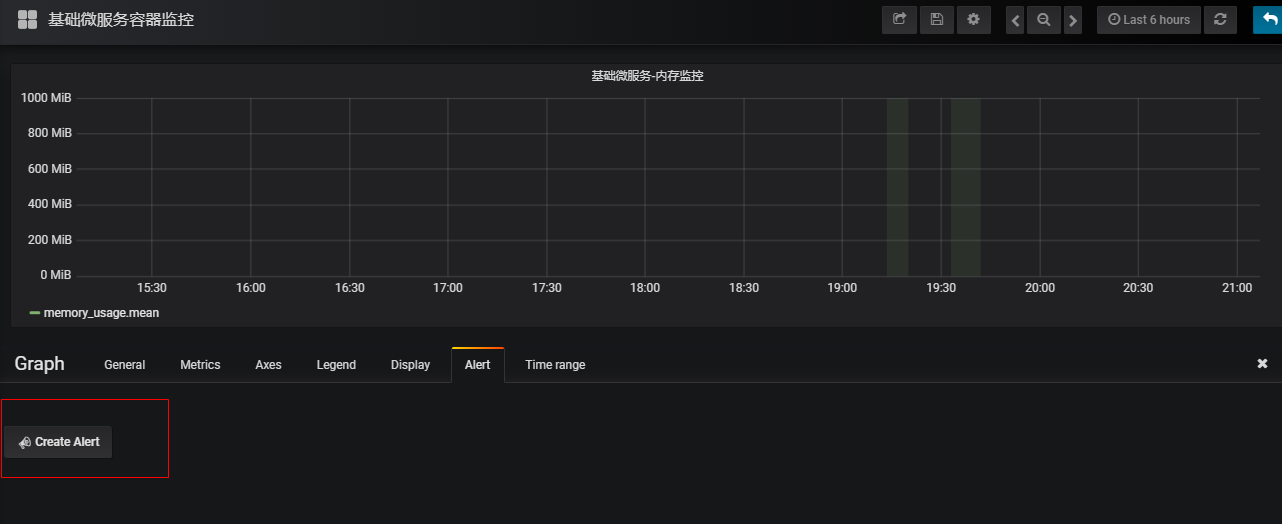 基础微服务容器监控
Last 6 hours
基础微服务-内存监控
1000 MiB
800 MiB
600 MiB
400 MiB
200 MiB
0 MiB
15:30 16:00 16:30 17:00 17:30 18:00 18:30 19:00 19:30 20:00 20:30 21:00
memory_usage.mean
Graph General Metrics Axes Legend Display Alert Time range
Create Alert